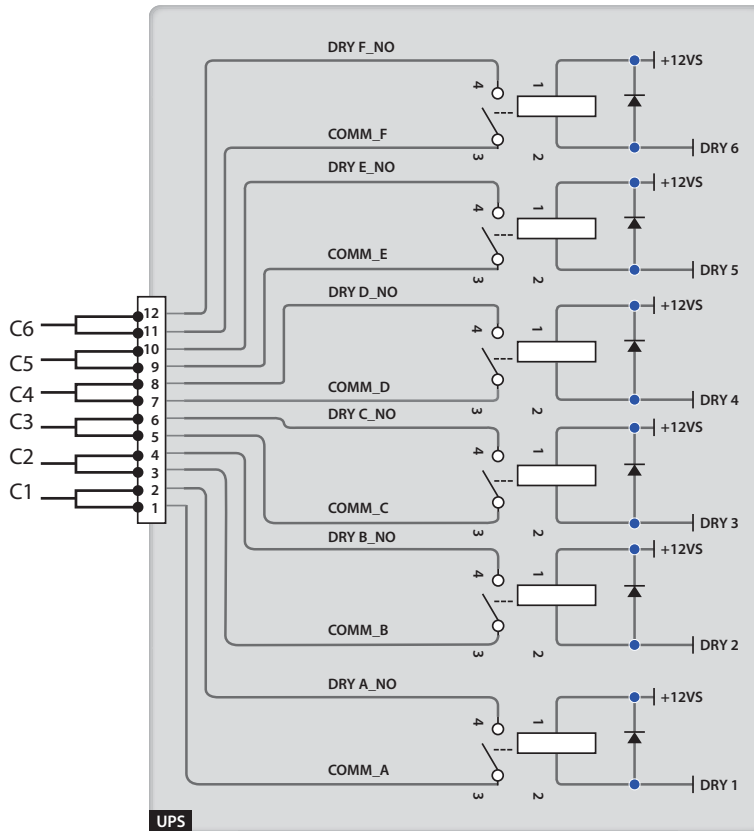 DRY F_NO
4
1
+12VS
COMM_F
3
2
DRY 6
DRY E_NO
4
1
+12VS
COMM_E
3
2
DRY 5
DRY D_NO
4
1
+12VS
COMM_D
3
2
DRY 4
DRY C_NO
4
1
+12VS
COMM_C
3
2
DRY 3
DRY B_NO
4
1
+12VS
COMM_B
3
2
DRY 2
DRY A_NO
4
1
+12VS
COMM_A
3
2
DRY 1
C6
C5
C4
C3
C2
C1
12
11
10
9
8
7
6
5
4
3
2
1
UPS